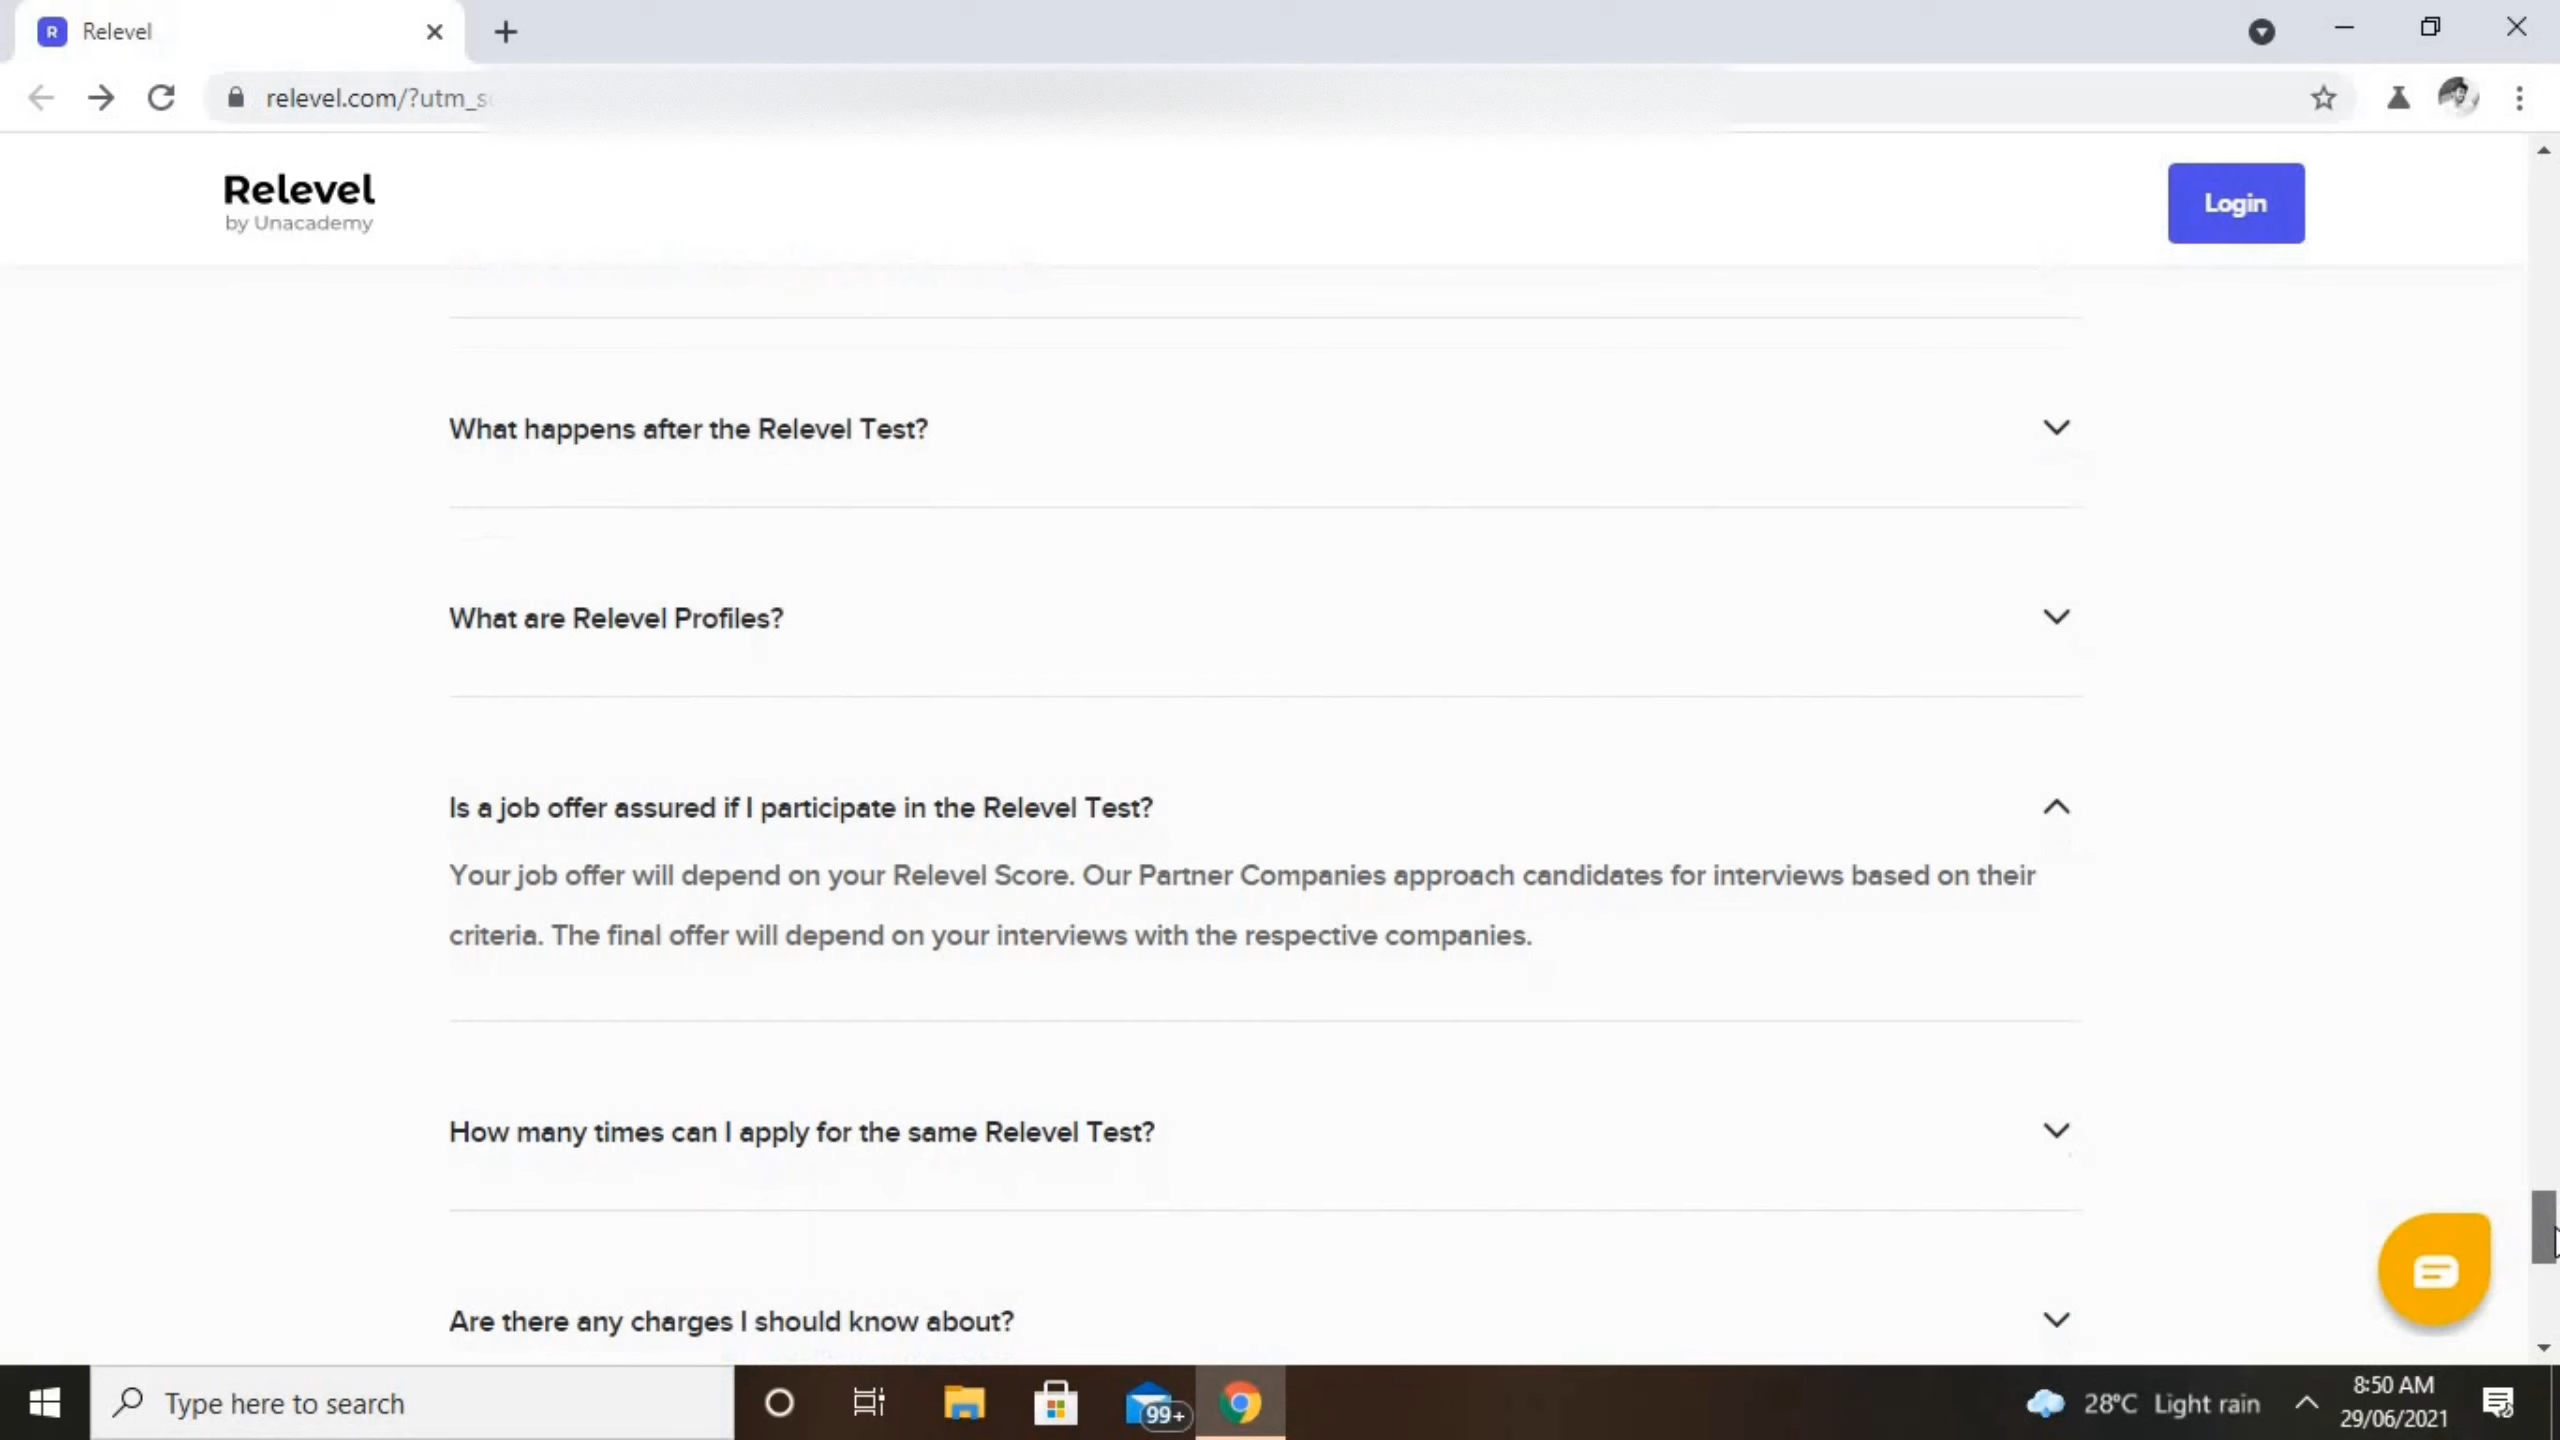 R Relevel
relevel.com/?utm_s
Relevel
by Unacademy
Login
What happens after the Relevel Test?
What are Relevel Profiles?
Is a job offer assured if I participate in the Relevel Test?
Your job offer will depend on your Relevel Score. Our Partner Companies approach candidates for interviews based on their
criteria. The final offer will depend on your interviews with the respective companies.
How many times can I apply for the same Relevel Test?
Are there any charges I should know about?
Type here to search
99+
28°C Light rain
8:50 AM
29/06/2021